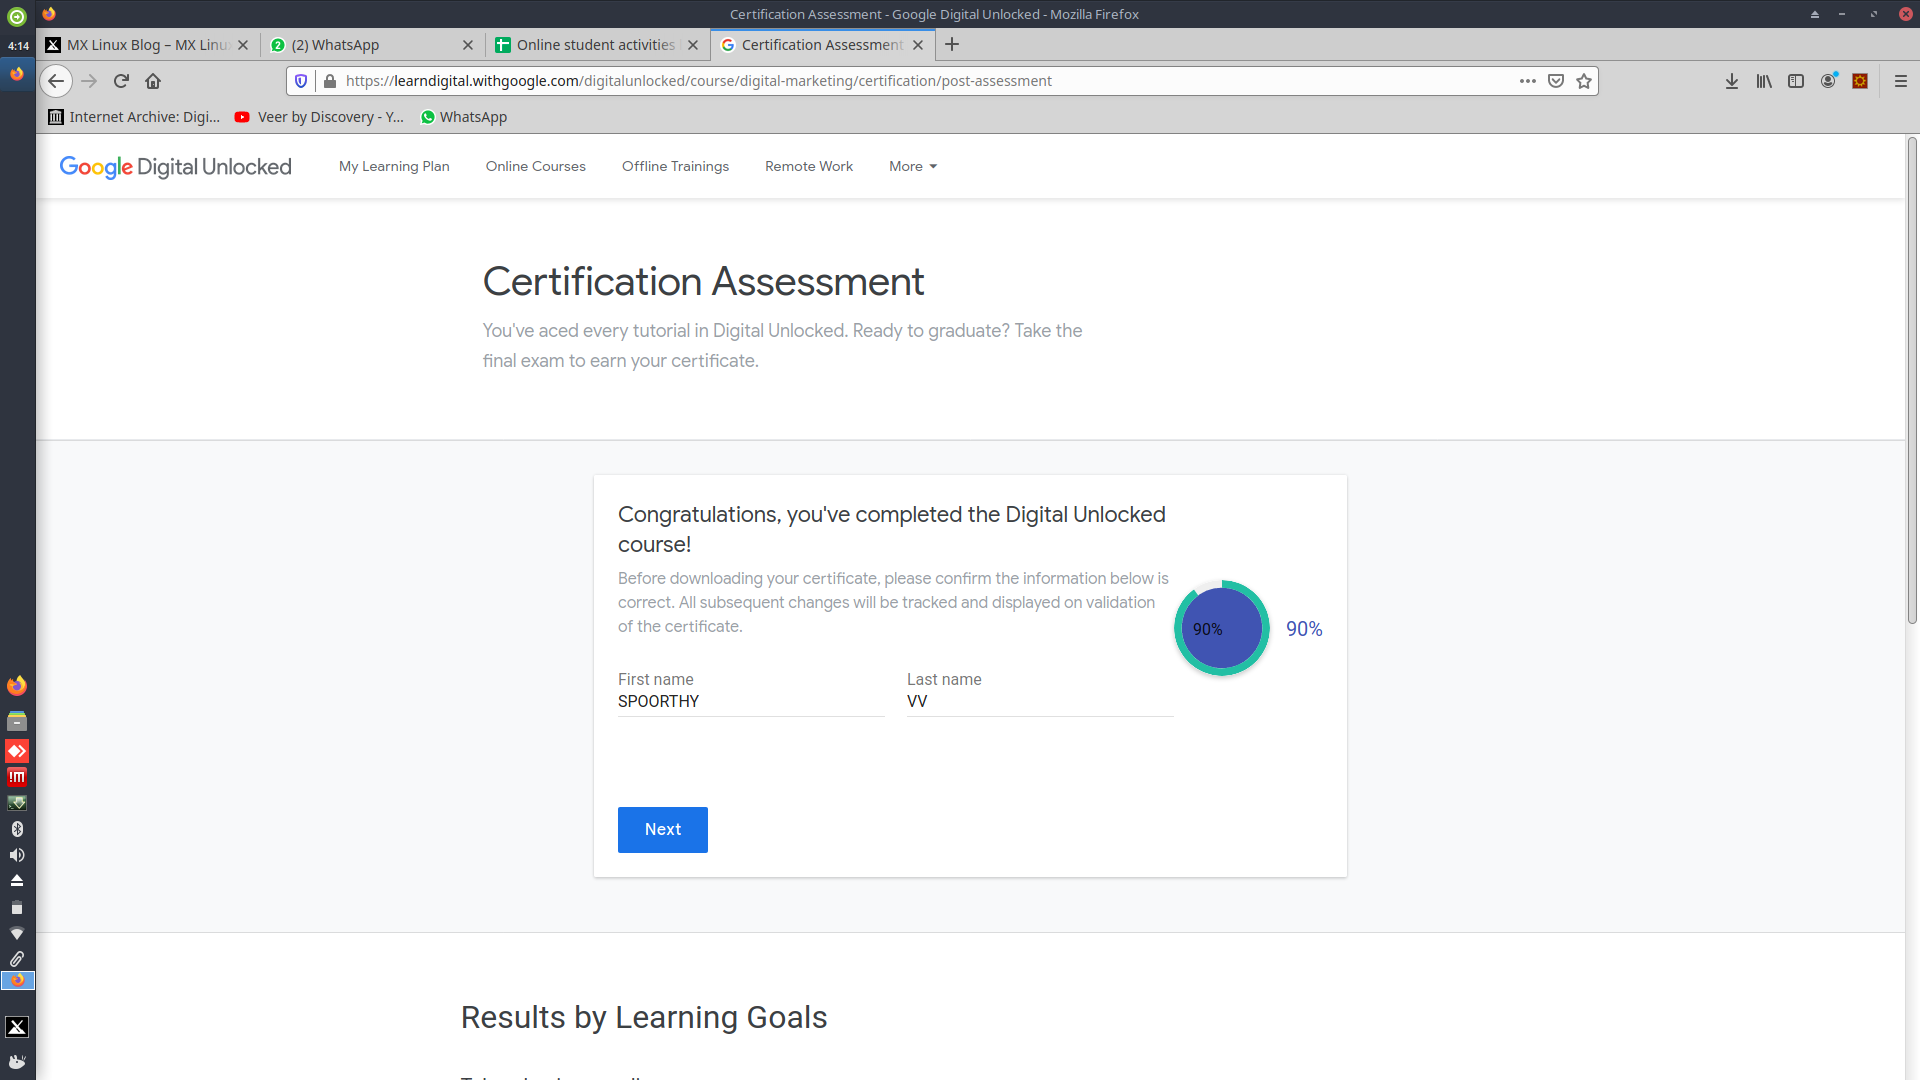 Certification Assessment - Google Digital Unlocked - Mozilla Firefox
4:14
MX Linux Blog – MX Linu
2 (2) WhatsApp
Online student activities
Certification Assessment
https://learndigital.withgoogle.com/digitalunlocked/course/digital-marketing/certification/post-assessment
Internet Archive: Digi...
Veer by Discovery - Y...
WhatsApp
Google Digital Unlocked
My Learning Plan
Online Courses
Offline Trainings
Remote Work
More
Certification Assessment
You've aced every tutorial in Digital Unlocked. Ready to graduate? Take the
final exam to earn your certificate.
Congratulations, you've completed the Digital Unlocked
course!
Before downloading your certificate, please confirm the information below is
correct. All subsequent changes will be tracked and displayed on validation
of the certificate.
90%
90%
First name
SPOORTHY
Last name
VV
Next
Results by Learning Goals